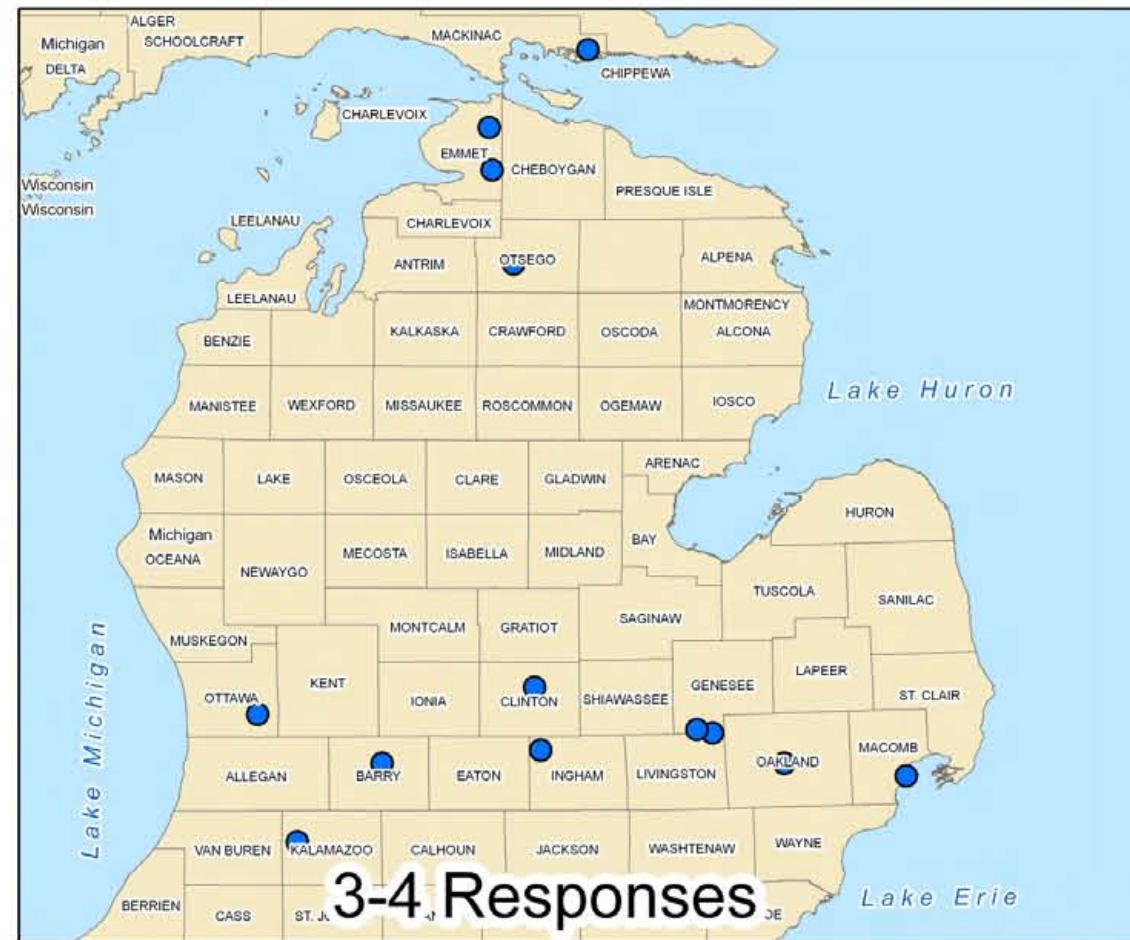 ALGER
Michigan
SCHOOLCRAFT
MACKINAC
DELTA
CHIPPEWA
CHARLEVOIX
EMMET
CHEBOYGAN
Wisconsin
Wisconsin
PRESQUE ISLE
LEELANAU
CHARLEVOIX
ANTRIM
OTSEGO
ALPENA
LEELANAU
MONTMORENCY
KALKASKA
CRAWFORD
OSCODA
ALCONA
BENZIE
Lake Huron
MANISTEE
WEXFORD
MISSAUKEE
ROSCOMMON
OGEMAW
IOSCO
ARENAC
MASON
LAKE
OSCEOLA
CLARE
GLADWIN
HURON
Michigan
OCEANA
MECOSTA
ISABELLA
MIDLAND
BAY
NEWAYGO
TUSCOLA
SANILAC
SAGINAW
MUSKEGON
MONTCALM
GRATIOT
LAPEER
KENT
GENESEE
OTTAWA
IONIA
CLINTON
SHIAWASSEE
ST. CLAIR
Lake Michigan
MACOMB
ALLEGAN
BARRY
EATON
INGHAM
LIVINGSTON
OAKLAND
VAN BUREN
KALAMAZOO
CALHOUN
JACKSON
WASHTENAW
WAYNE
BERRIEN
CASS
ST.
3-4 Responses
Lake Erie